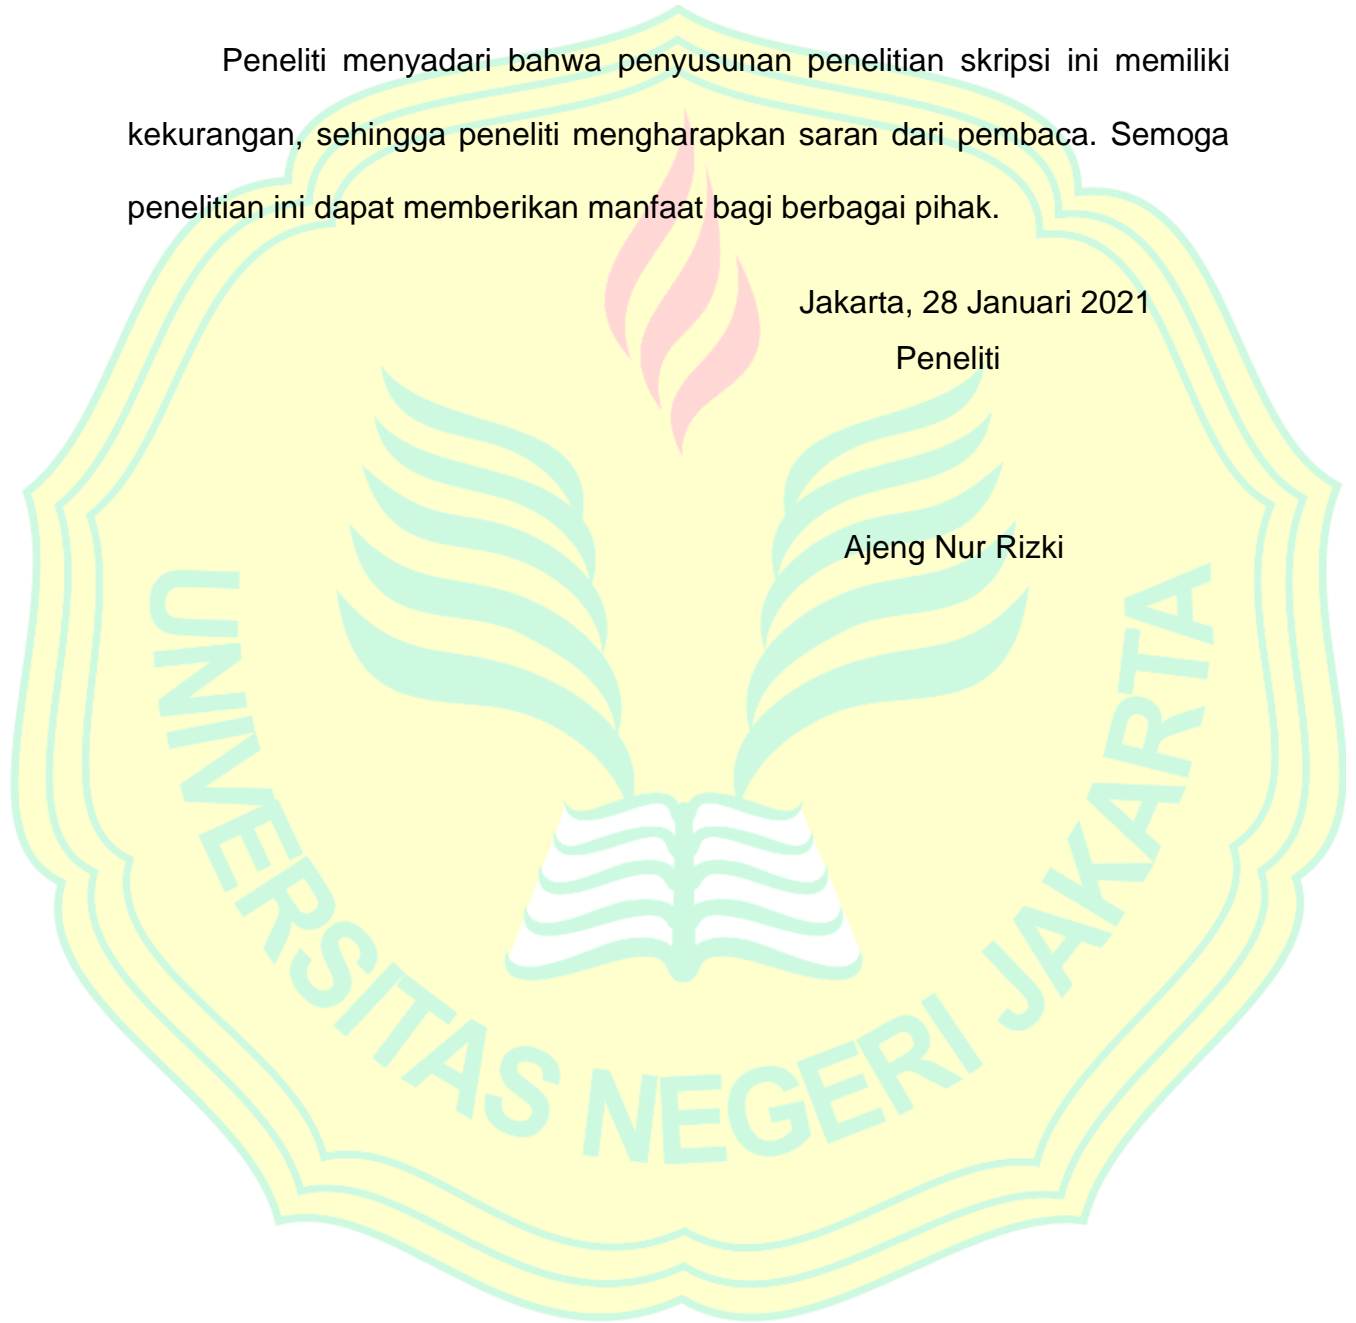 Peneliti menyadari bahwa penyusunan penelitian skripsi ini memiliki
kekurangan, sehingga peneliti mengharapkan saran dari pembaca. Semoga
penelitian ini dapat memberikan manfaat bagi berbagai pihak.
Jakarta, 28 Januari 2021
Peneliti
Ajeng Nur Rizki
UNIVERSITAS NEGERI JAKARTA